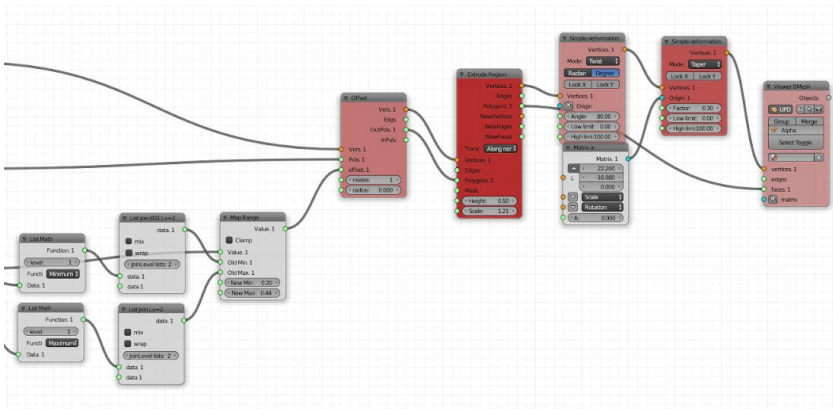 List Math
Function. 1
level: 1
Functi Minimum
Data. 1
List Math
Function. 1
level: 1
Functi Maximum
Data. 1
List Join.001 Lv=2
data. 1
mix
wrap
JoinLevel lists: 2
data. 1
data. 1
List Join Lv=2
data. 1
mix
wrap
JoinLevel lists: 2
data. 1
data. 1
Map Range
Value. 1
Clamp
Value. 1
Old Min. 1
Old Max. 1
New Min: 0.20
New Max: 0.44
Offset
Vers. 1
Edgs
OutPols. 1
InPols
Vers. 1
Pols. 1
offset. 1
nsides: 1
radius: 0.000
Extrude Region
Vertices. 1
Edges
Polygons. 1
NewVertices
NewEdges
NewFaces
Trans Along nor
Vertices. 1
Edges
Polygons. 1
Mask
Height: 0.50
Scale: 1.21
Simple deformation
Vertices. 1
Mode: Twist
Radian Degree
Lock X Lock Y
Vertices. 1
Origin
Angle: 80.00
Low limit: 0.00
High limi:100.00
Matrix in
Matrix. 1
22.200
L 16.080
0.000
Scale
Rotation
A: 0.000
Simple deformation
Vertices. 1
Mode: Taper
Lock X Lock Y
Vertices. 1
Origin. 1
Factor: 0.30
Low limit: 0.00
High limi:100.00
Viewer BMesh
Objects
UPD
Group Merge
Alpha
Select Toggle
vertices. 1
edges
faces. 1
matrix